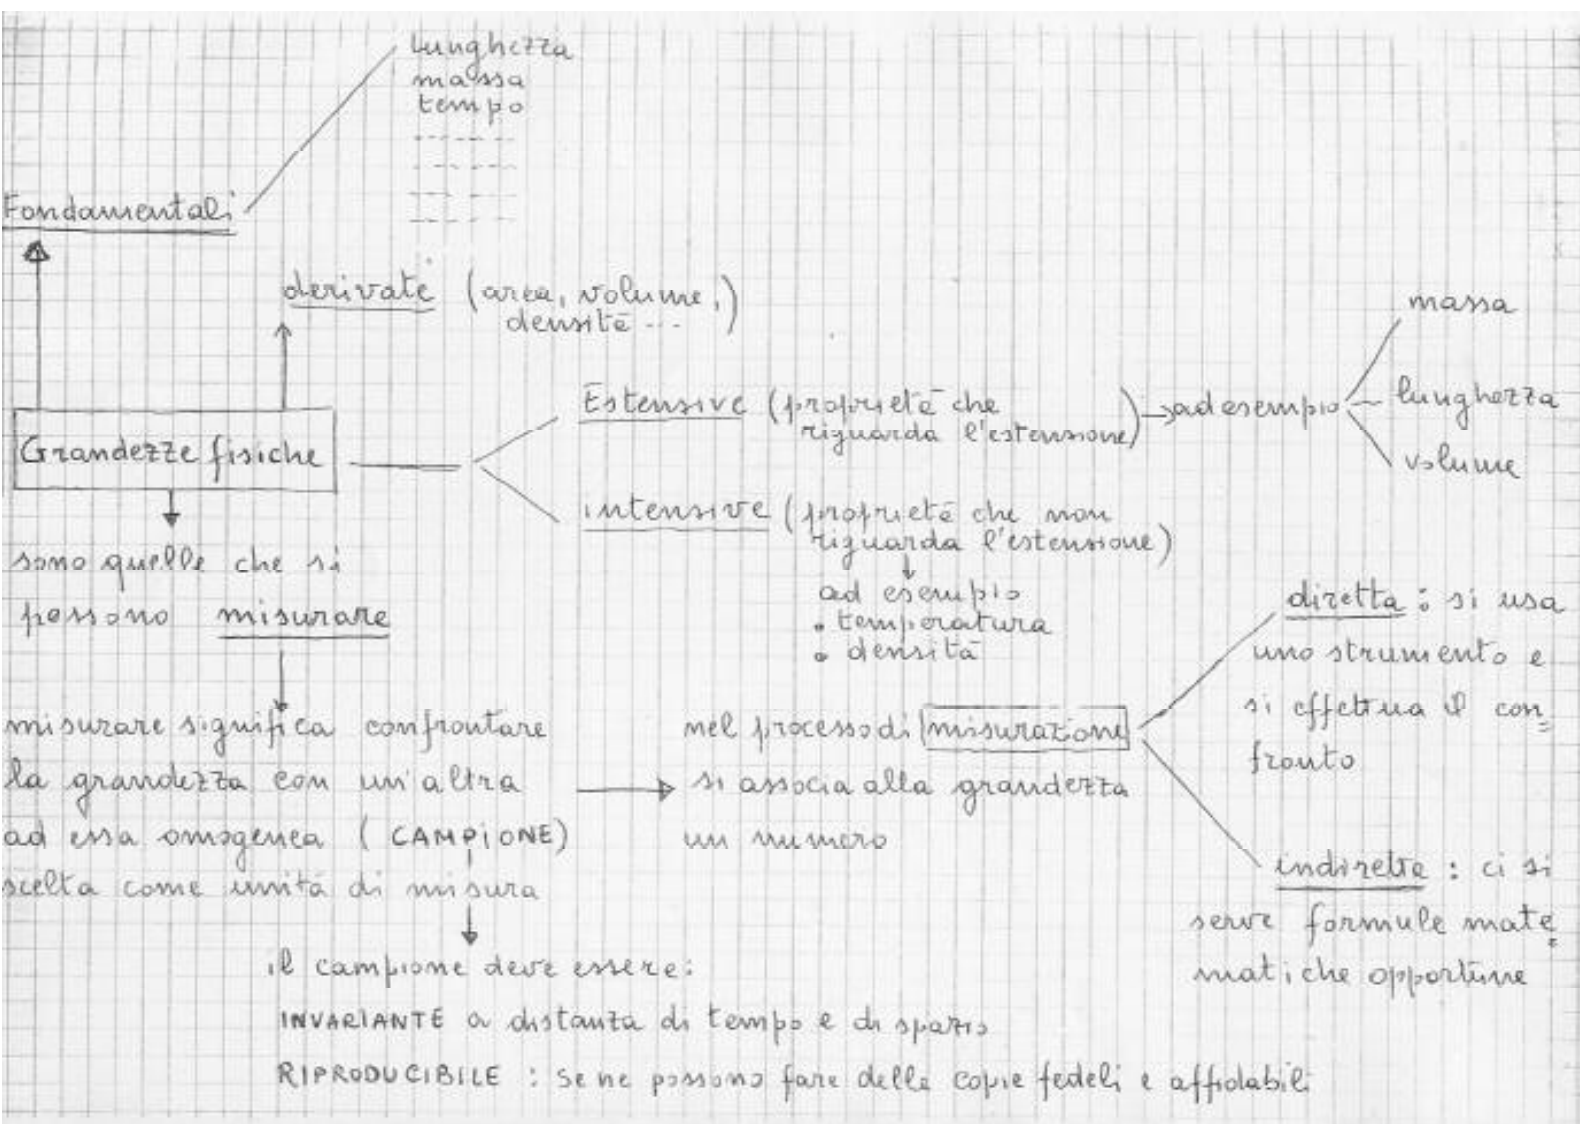 lunghezza
massa
tempo
Fondamentali
derivate (area, volume,)
densità ---
massa
Estensive (proprietà che
riguarda l'estensione)
ad esempio
lunghezza
volume
Grandezze fisiche
intensive (proprietà che non
riguarda l'estensione)
ad esempio
• temperatura
• densità
sono quelle che si
possono misurare
misurare significa confrontare
la grandezza con un'altra
ad essa omogenea (CAMPIONE)
scelta come unità di misura
nel processo di misurazione
si associa alla grandezza
un numero
diretta : si usa
uno strumento e
si effettua il con=
fronto
indiretta : ci si
serve formule mate=
matiche opportune
il campione deve essere:
INVARIANTE a distanza di tempo e di spazio
RIPRODUCIBILE : se ne possono fare delle copie fedeli e affidabili